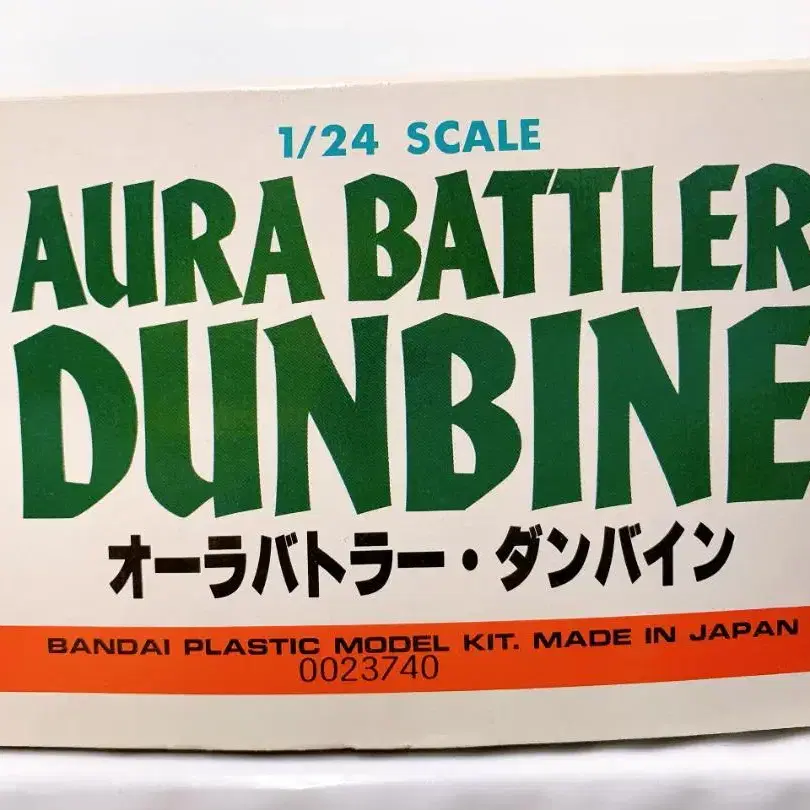 1/24 SCALE
AURA BATTLER
DUNBINE
オーラバトラー・ダンバイン
BANDAI PLASTIC MODEL KIT. MADE IN JAPAN
0023740